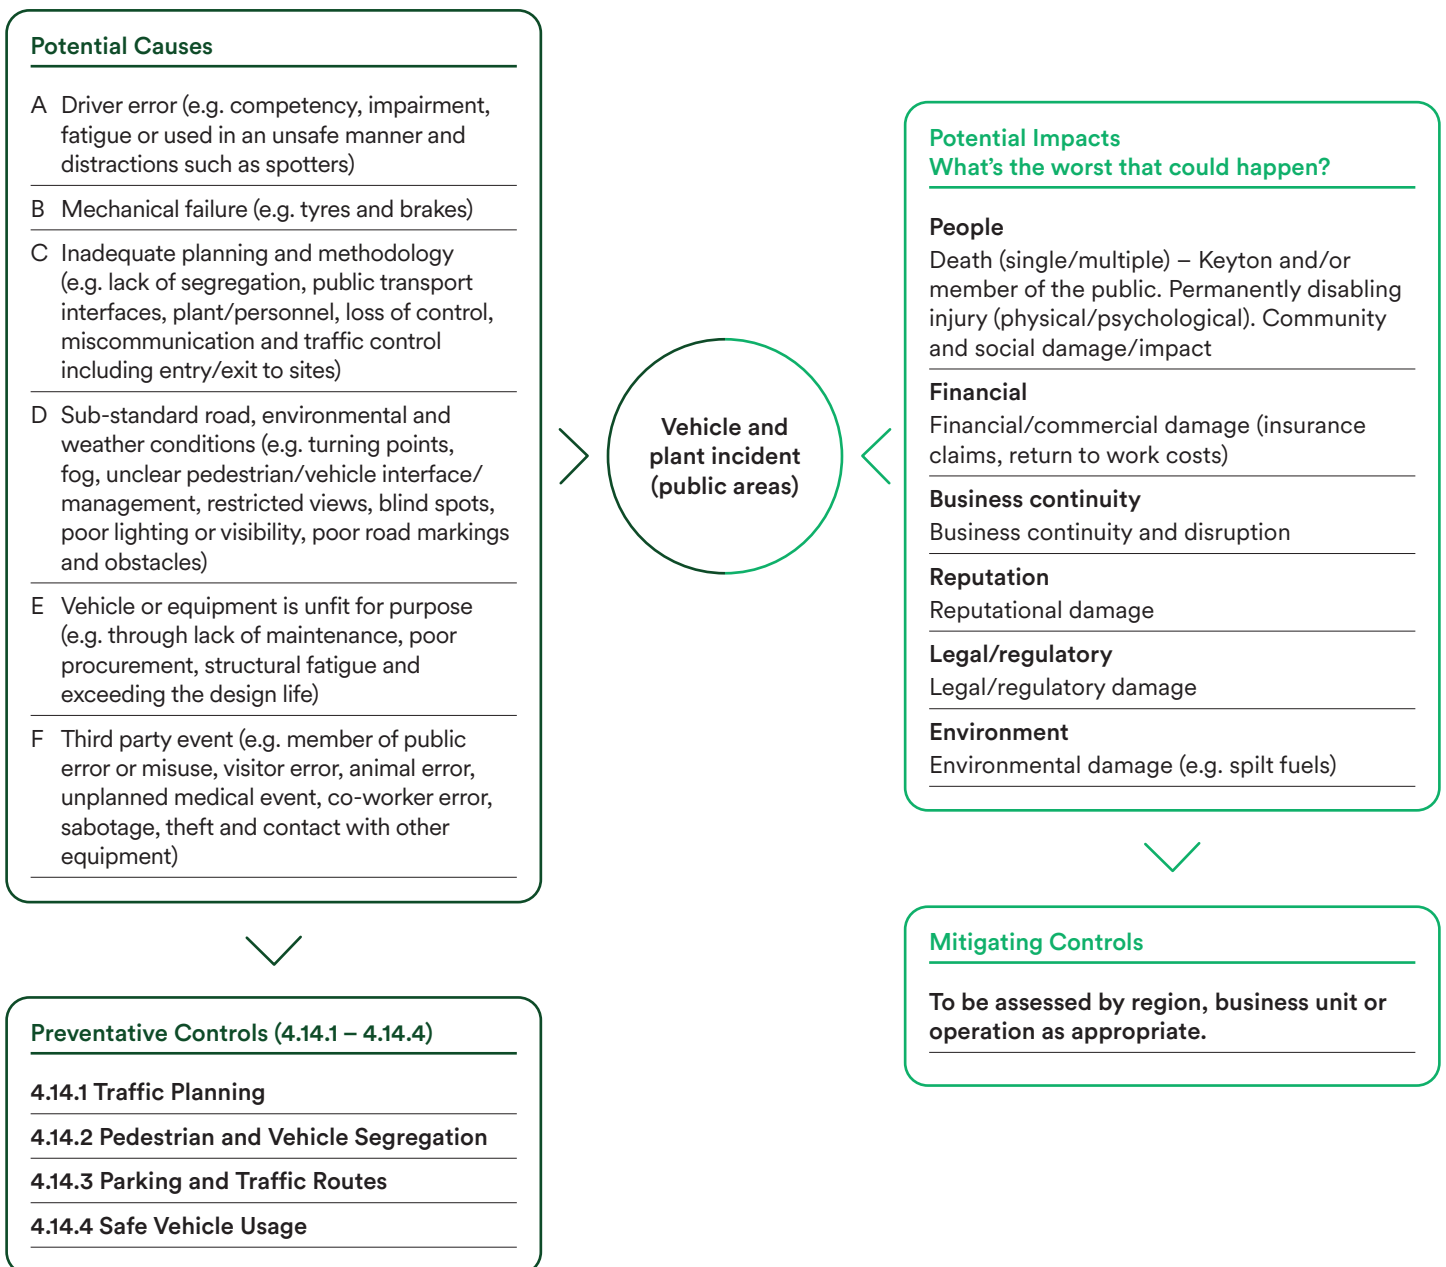 Potential Causes
A Driver error (e.g. competency, impairment,
fatigue or used in an unsafe manner and
distractions such as spotters)
B Mechanical failure (e.g. tyres and brakes)
C Inadequate planning and methodology
(e.g. lack of segregation, public transport
interfaces, plant/personnel, loss of control,
miscommunication and traffic control
including entry/exit to sites)
D Sub-standard road, environmental and
weather conditions (e.g. turning points,
fog, unclear pedestrian/vehicle interface/
management, restricted views, blind spots,
poor lighting or visibility, poor road markings
and obstacles)
E Vehicle or equipment is unfit for purpose
(e.g. through lack of maintenance, poor
procurement, structural fatigue and
exceeding the design life)
F Third party event (e.g. member of public
error or misuse, visitor error, animal error,
unplanned medical event, co-worker error,
sabotage, theft and contact with other
equipment)
Preventative Controls (4.14.1 – 4.14.4)
4.14.1 Traffic Planning
4.14.2 Pedestrian and Vehicle Segregation
4.14.3 Parking and Traffic Routes
4.14.4 Safe Vehicle Usage
Vehicle and
plant incident
(public areas)
Potential Impacts
What's the worst that could happen?
People
Death (single/multiple) – Keyton and/or
member of the public. Permanently disabling
injury (physical/psychological). Community
and social damage/impact
Financial
Financial/commercial damage (insurance
claims, return to work costs)
Business continuity
Business continuity and disruption
Reputation
Reputational damage
Legal/regulatory
Legal/regulatory damage
Environment
Environmental damage (e.g. spilt fuels)
Mitigating Controls
To be assessed by region, business unit or
operation as appropriate.